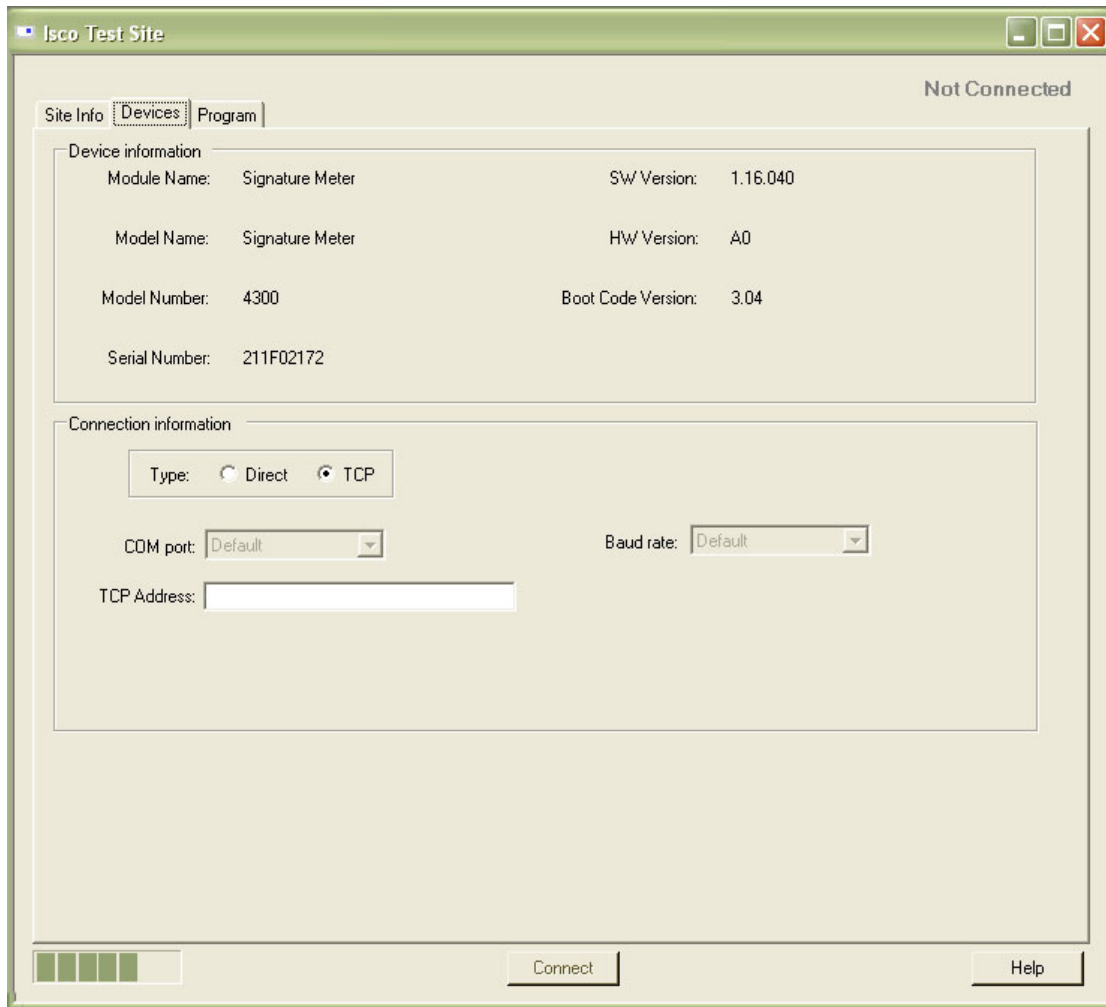 Isco Test Site
Not Connected
Site Info Devices Program
Device information
Module Name: Signature Meter SW Version: 1.16.040
Model Name: Signature Meter HW Version: A0
Model Number: 4300 Boot Code Version: 3.04
Serial Number: 211F02172
Connection information
Type: Direct TCP
COM port: Default Baud rate: Default
TCP Address:
Connect Help